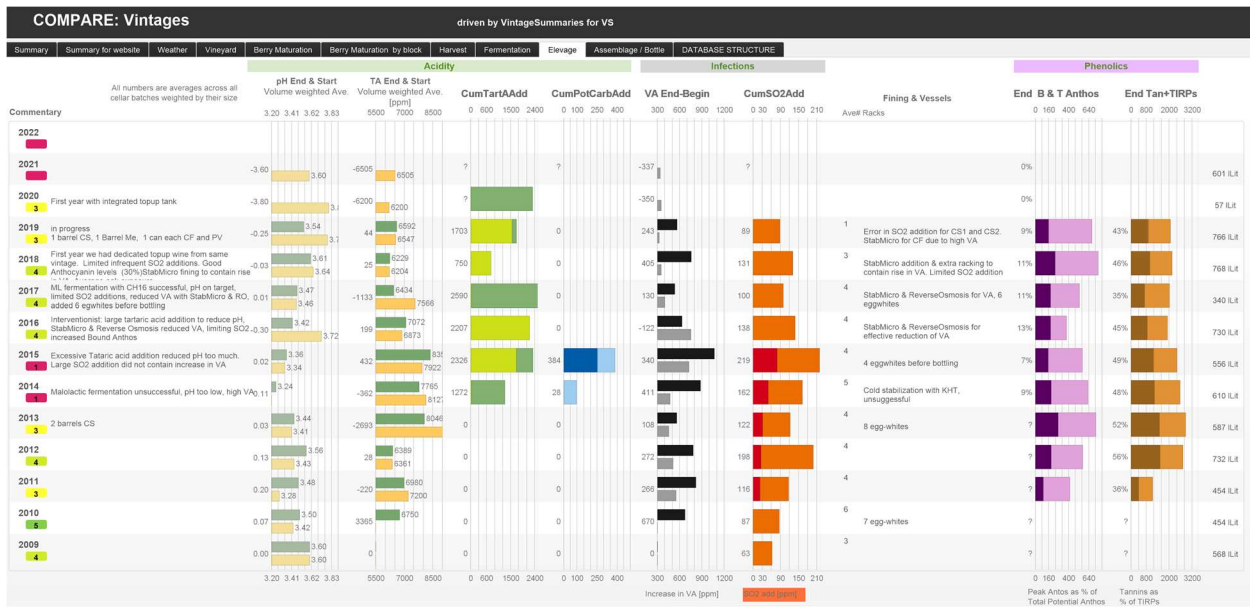 COMPARE: Vintages
driven by VintageSummaries for VS
Summary Summary for website Weather Vineyard Berry Maturation Berry Maturation by block Harvest Fermentation Elevage Assemblage / Bottle DATABASE STRUCTURE
Acidity Infections Phenolics
All numbers are averages across all
cellar batches weighted by their size
pH End & Start
Volume weighted Ave.
3.20 3.41 3.62 3.83
TA End & Start
Volume weighted Ave.
[ppm]
5500 7000 8500
CumTartAAdd
0 600 1500 2400
CumPotCarbAdd
0 100 200 300 400
VA End-Begin
300 600 900 1200
CumSO2Add
0 30 90 150 210
Fining & Vessels
Ave# Racks
End B & T Anthos
0 160 400 640
End Tan+TIRPs
0 800 2000 3200
Commentary
2022
2021
-3.60 3.60 -6505 6505 ? ? -337 ? 0% 601 lLit
2020
3 First year with integrated topup tank -3.80 -6200 6200 ? -350 0% 57 lLit
2019
3 in progress
1 barrel CS, 1 Barrel Me, 1 can each CF and PV
-0.25 3.54 44 6592 6547 1703 0 243 89 1
Error in SO2 addition for CS1 and CS2.
StabMicro for CF due to high VA
9% 43% 766 lLit
2018
4 First year we had dedicated topup wine from same
vintage. Limited infrequent SO2 additions. Good
Anthocyanin levels (30%)StabMicro fining to contain rise
-0.03 3.61 3.64 25 6229 6204 750 0 405 131 3
StabMicro addition & extra racking to
contain rise in VA. Limited SO2 addition
11% 46% 768 lLit
2017
4 ML fermentation with CH16 successful, pH on target,
limited SO2 additions, reduced VA with StabMicro & RO,
added 6 egwhites before bottling
0.01 3.47 3.46 -1133 6434 7566 2590 0 130 100 4
StabMicro & ReverseOsmosis for VA, 6
eggwhites
11% 35% 340 lLit
2016
4 Interventionist: large tartaric acid addition to reduce pH,
StabMicro & Reverse Osmosis reduced VA, limiting SO2
increased Bound Anthos
-0.30 3.42 3.72 199 7072 6873 2207 0 -122 138 4
StabMicro & ReverseOsmosis for
effective reduction of VA
13% 45% 730 lLit
2015
1 Excessive Tataric acid addition reduced pH too much.
Large SO2 addition did not contain increase in VA
0.02 3.36 3.34 432 7922 2326 384 340 219 4
4 eggwhites before bottling
7% 49% 556 lLit
2014
1 Malolactic fermentation unsuccessful, pH too low, high VA
0.11 3.24 -362 7765 1272 28 411 162 5
Cold stabilization with KHT,
unsuggessful
9% 48% 610 lLit
2013
3 2 barrels CS 0.03 3.44 3.41 -2693 8046 0 0 108 122 4
8 egg-whites
? 52% 587 lLit
2012
4 0.13 3.56 3.43 28 6389 6361 0 0 272 198 4 ? 56% 732 lLit
2011
3 0.20 3.48 3.28 -220 6980 7200 0 0 266 116 4 ? 36% 454 lLit
2010
5 0.07 3.50 3.42 3365 6750 0 0 670 87 6
7 egg-whites
? ? 454 lLit
2009
4 0.00 3.60 3.60 0 0 0 0 63 3 ? ? 568 lLit
3.20 3.41 3.62 3.83 5500 7000 8500 0 600 1500 2400 0 100 200 300 400 300 600 900 1200 0 30 90 150 210 0 160 400 640 0 800 2000 3200
Increase in VA [ppm] SO2 add [ppm]
Peak Antos as % of
Total Potential Anthos
Tannins as
% of TIRPs